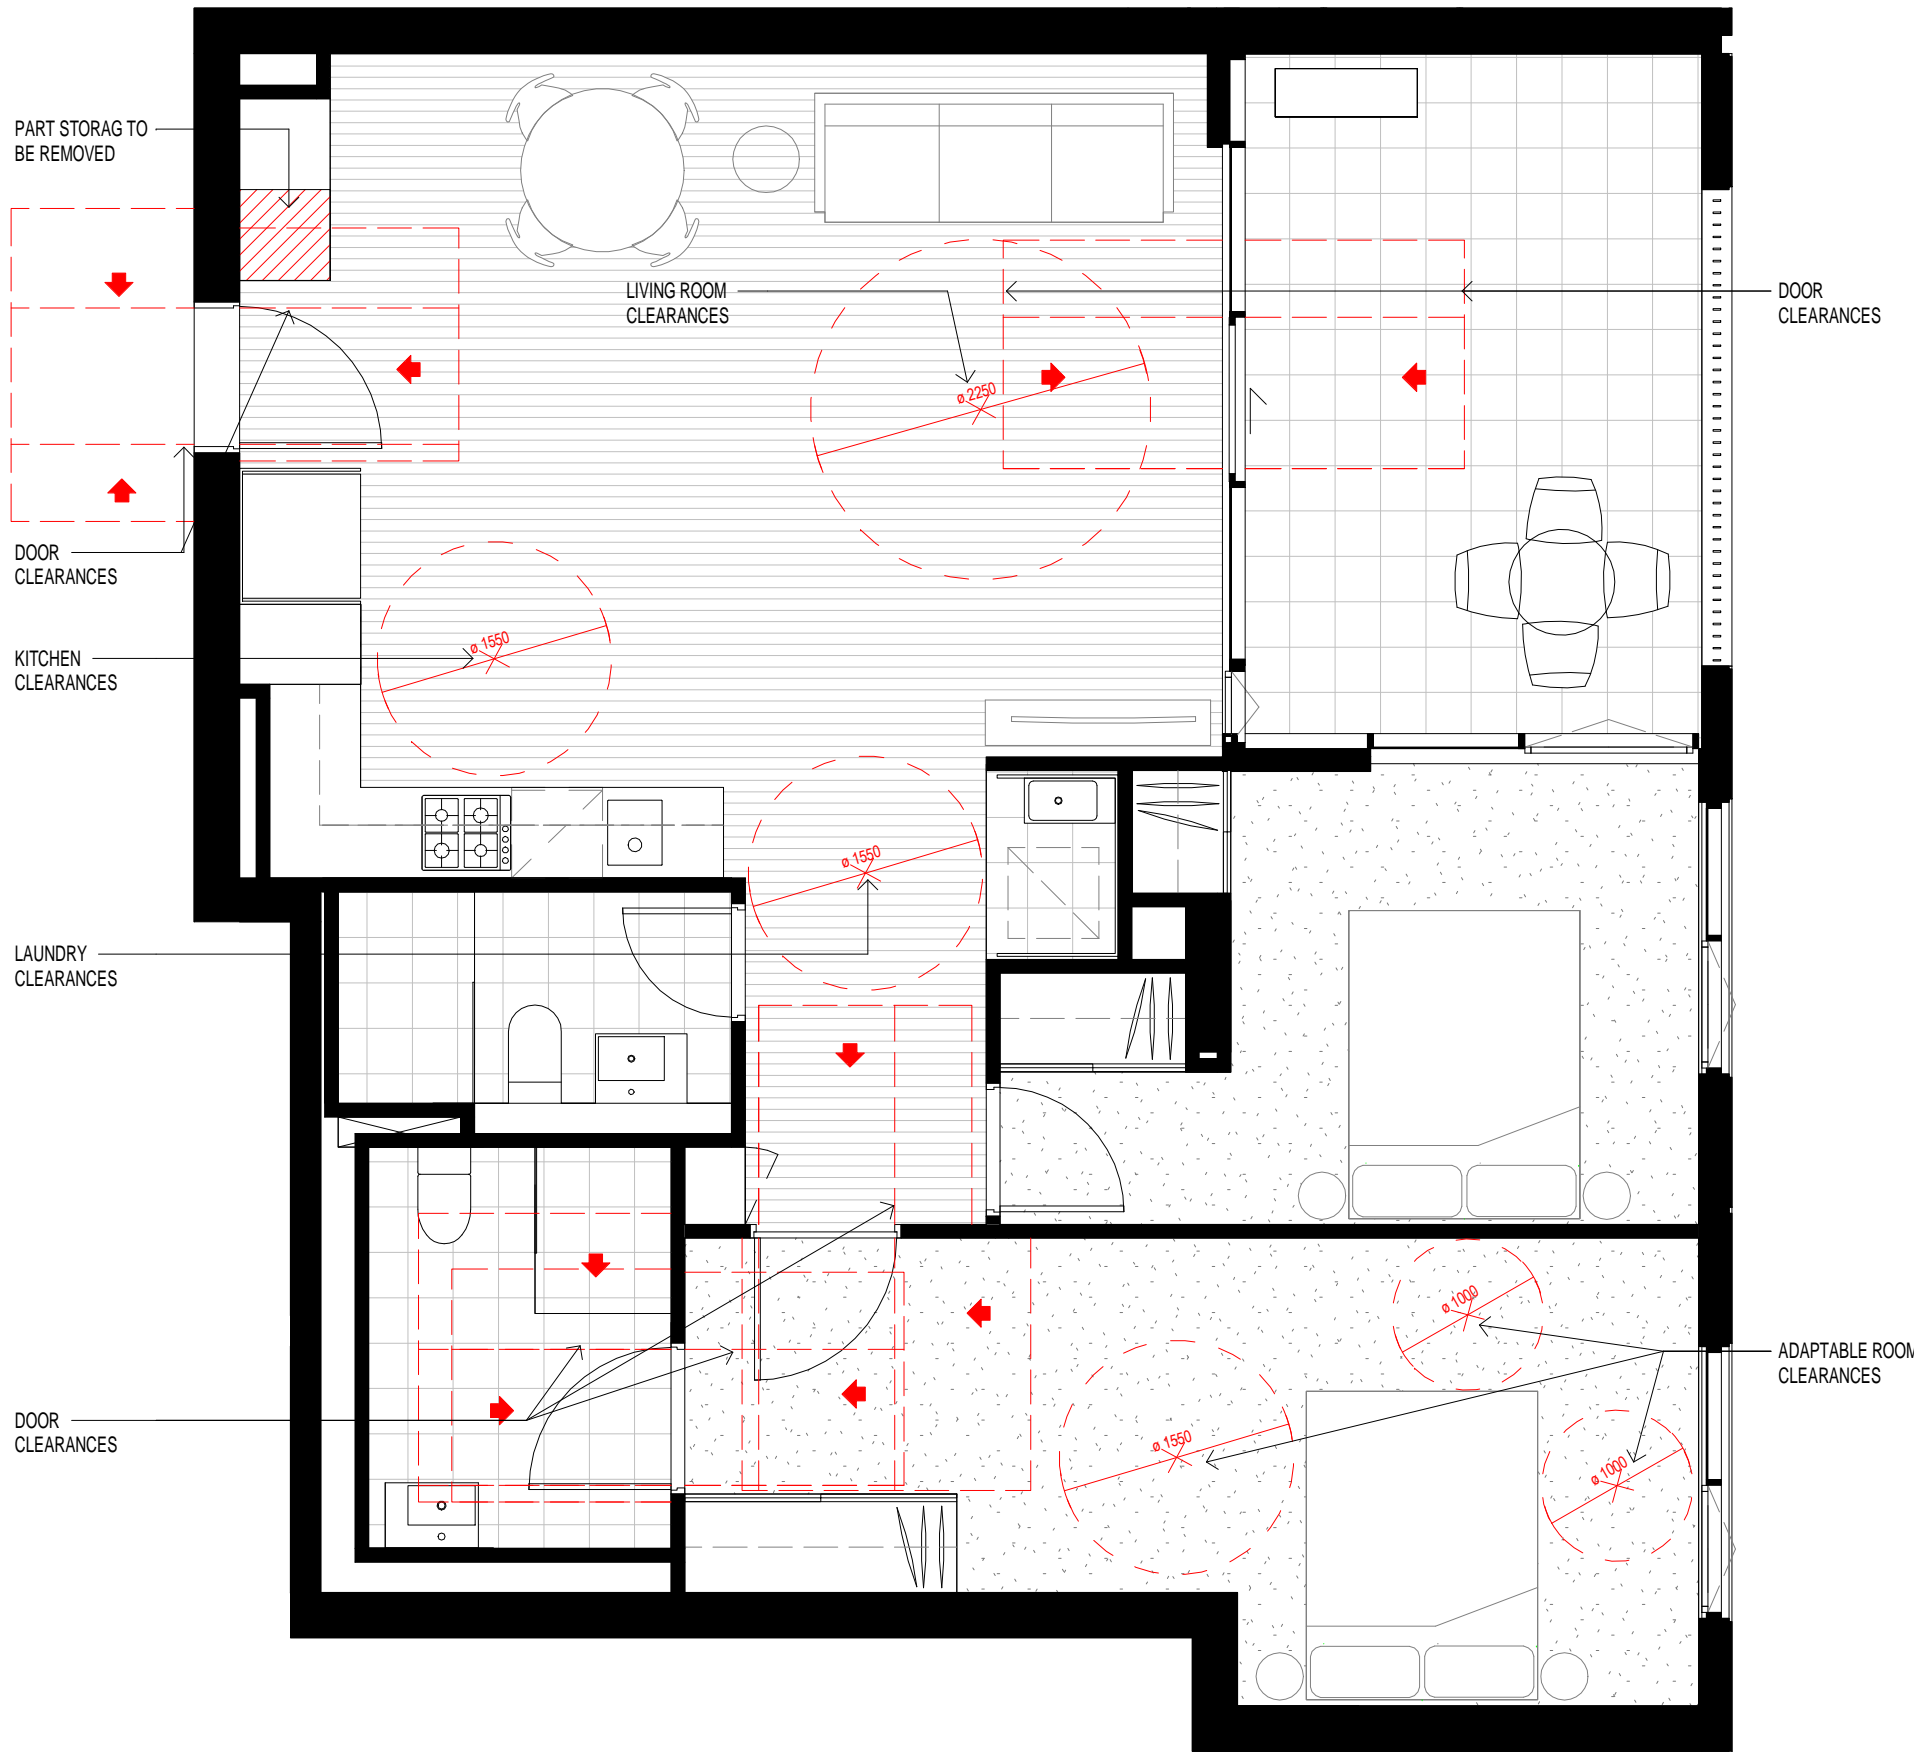 PART STORAG TO
BE REMOVED
LIVING ROOM
CLEARANCES
DOOR
CLEARANCES
ø 2250
DOOR
CLEARANCES
ø 1550
KITCHEN
CLEARANCES
ø 1550
LAUNDRY
CLEARANCES
ø 1000
ADAPTABLE ROOM
CLEARANCES
DOOR
CLEARANCES
ø 1550
ø 1000